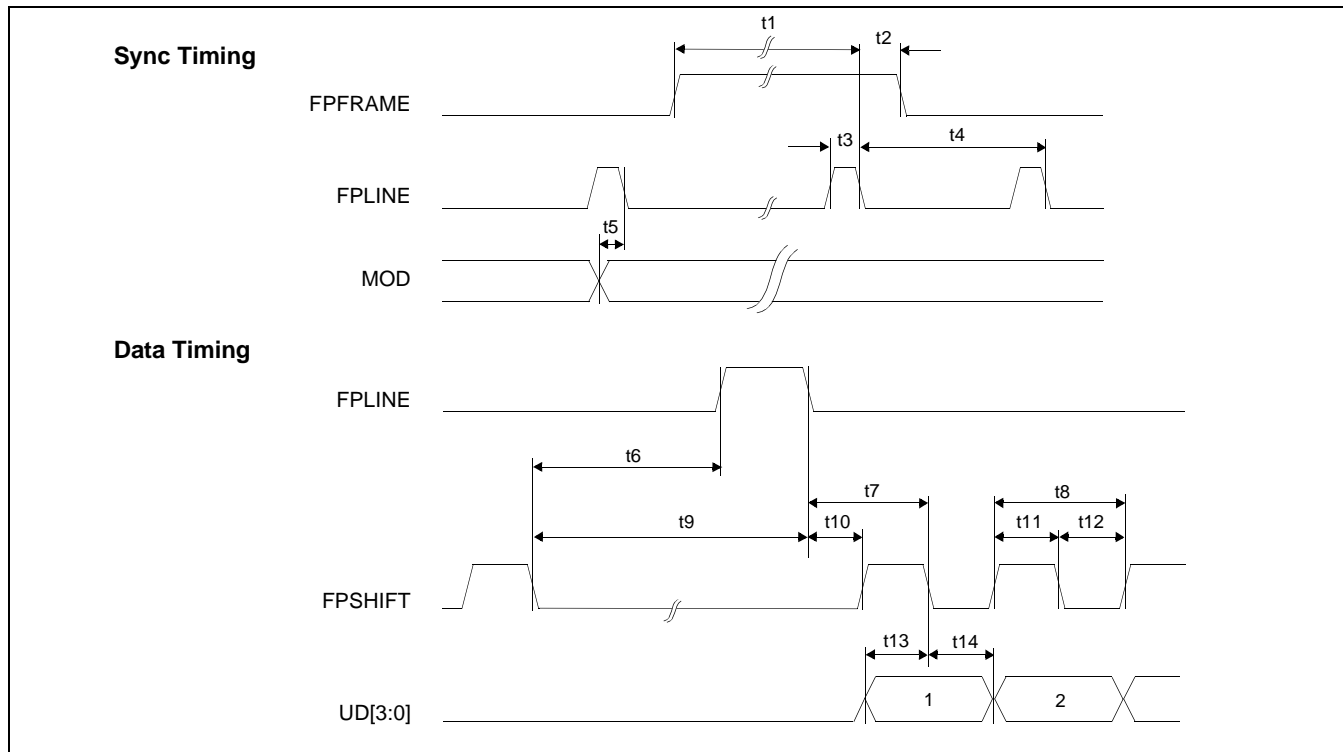 t1
Sync Timing
t2
FPFRAME
t3
t4
FPLINE
t5
MOD
Data Timing
FPLINE
t6
t7
t8
t9
t10
t11
t12
FPSHIFT
t13
t14
UD[3:0]
1
2